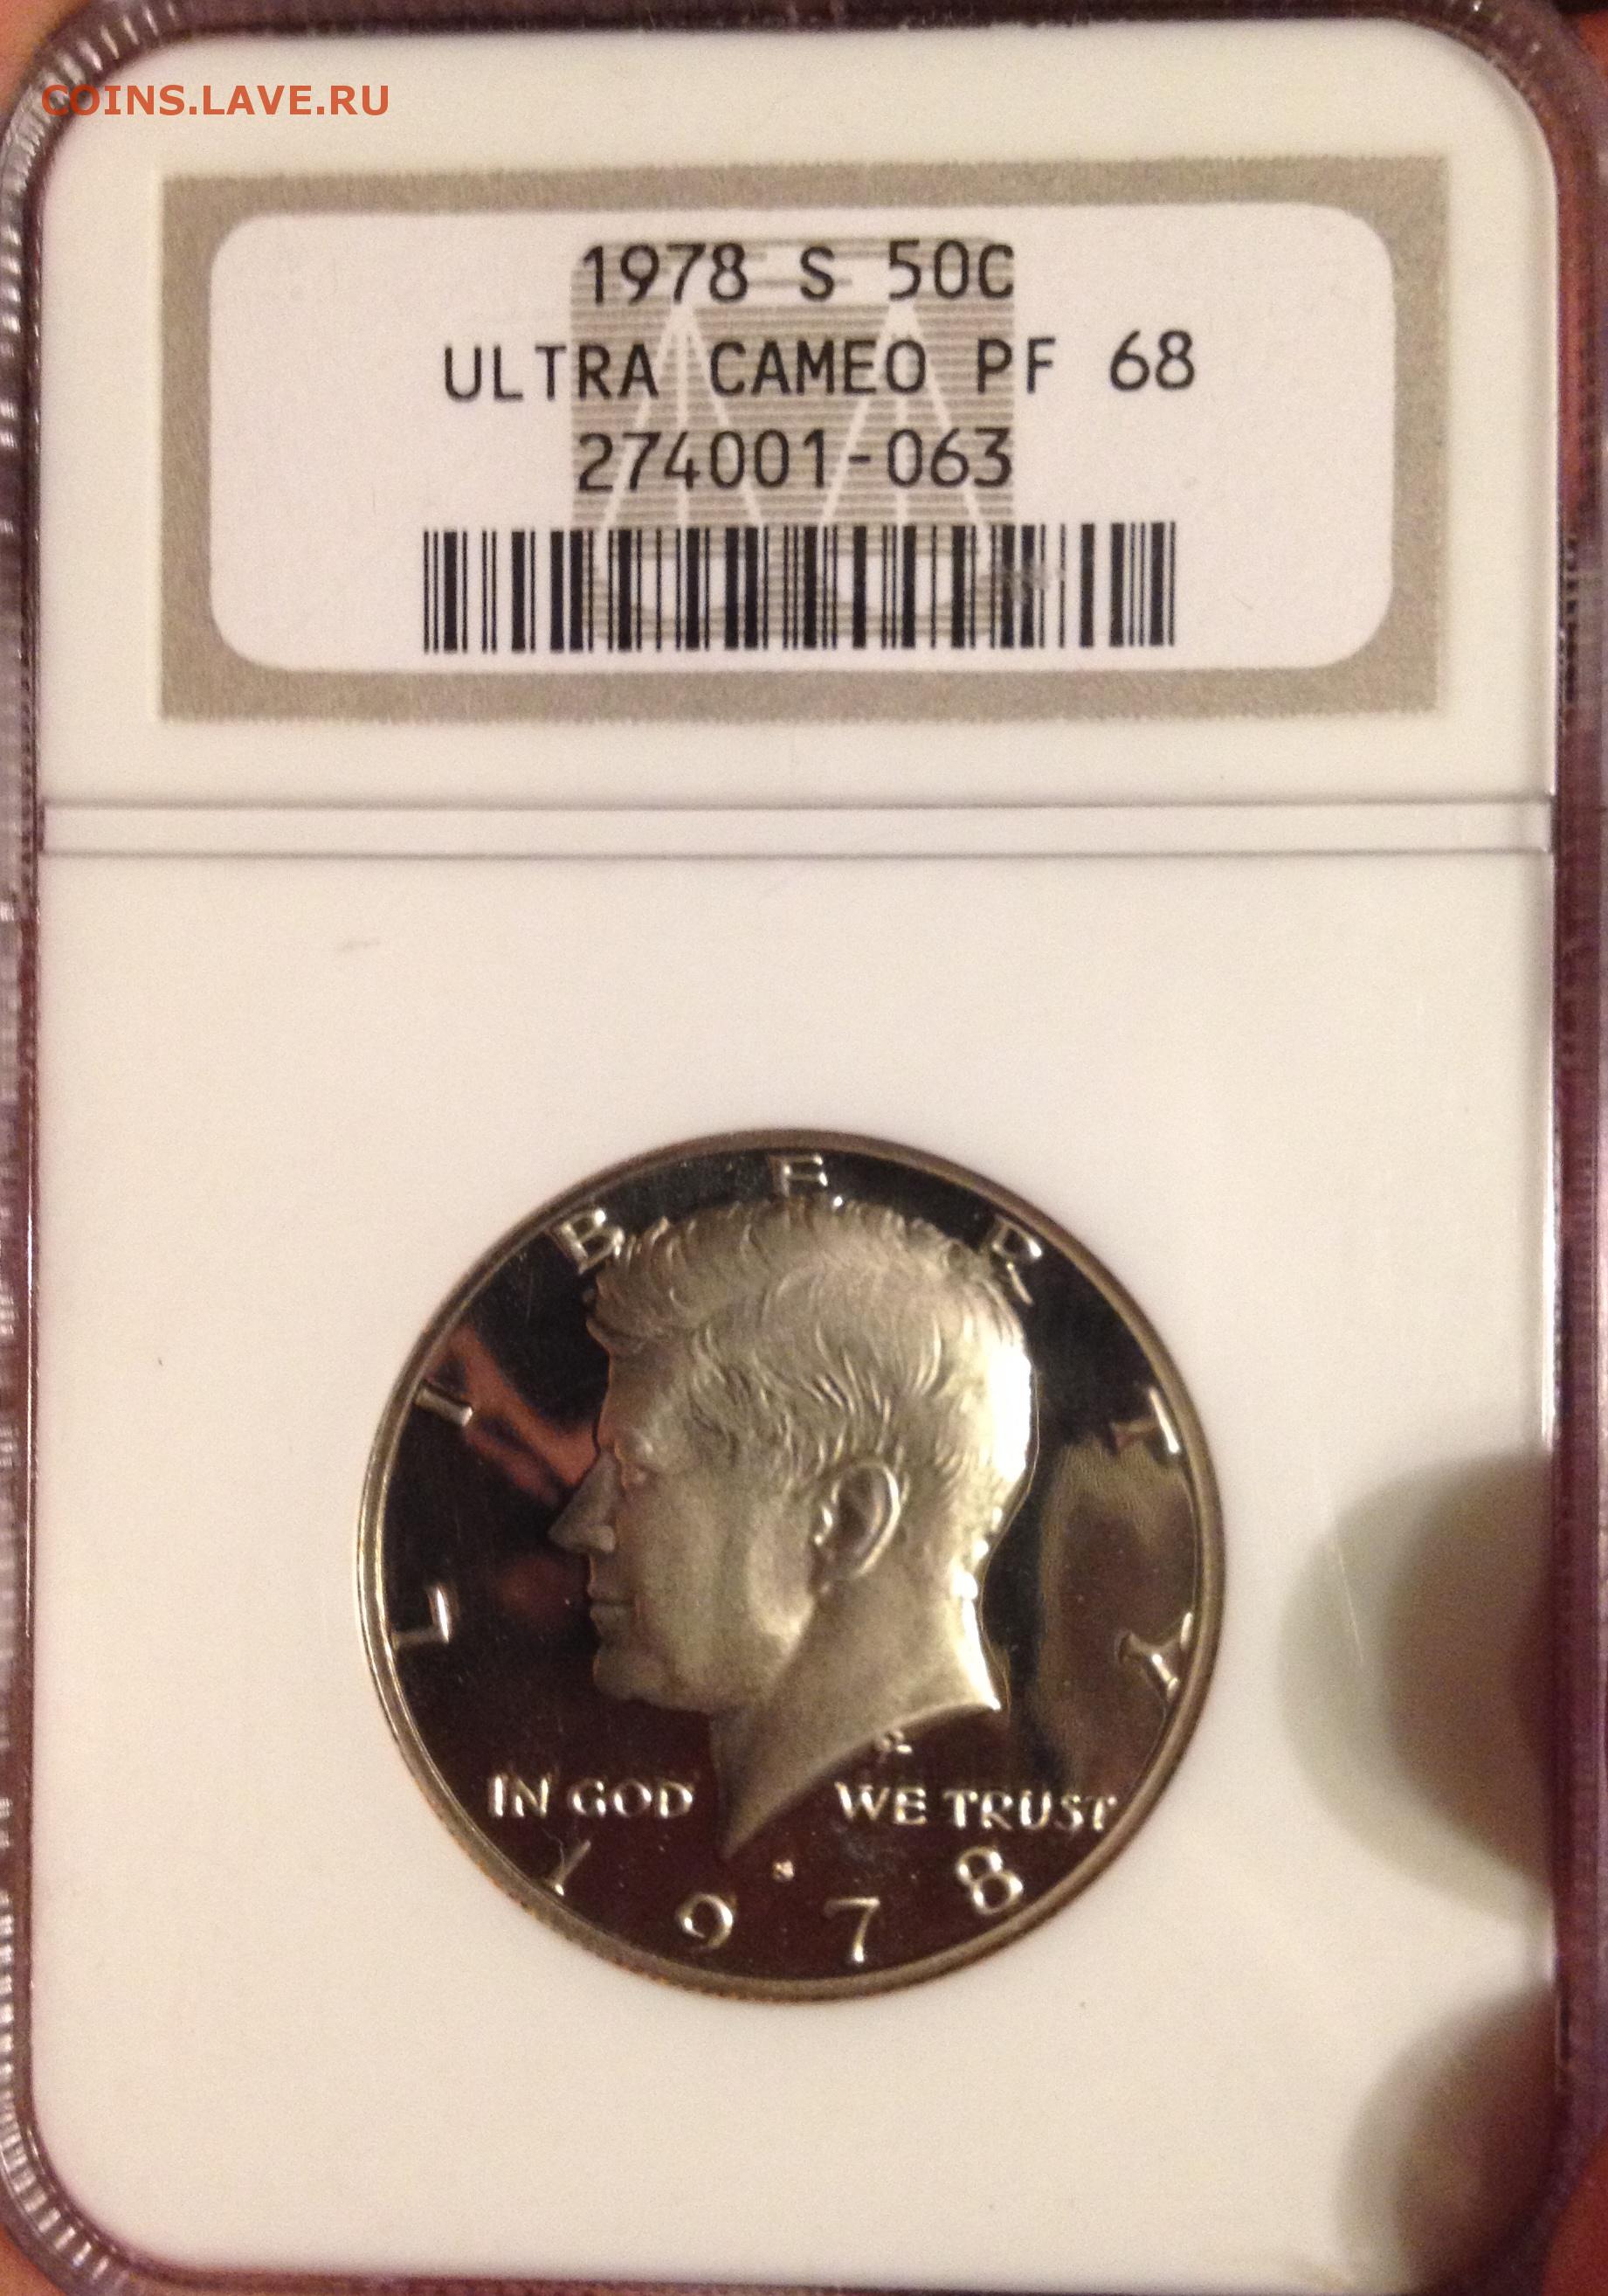 COINS.LAVE.RU
1978 S 50C
ULTRA CAMEO PF 68
274001-063
LIBERTY
IN GOD WE TRUST
S
1978